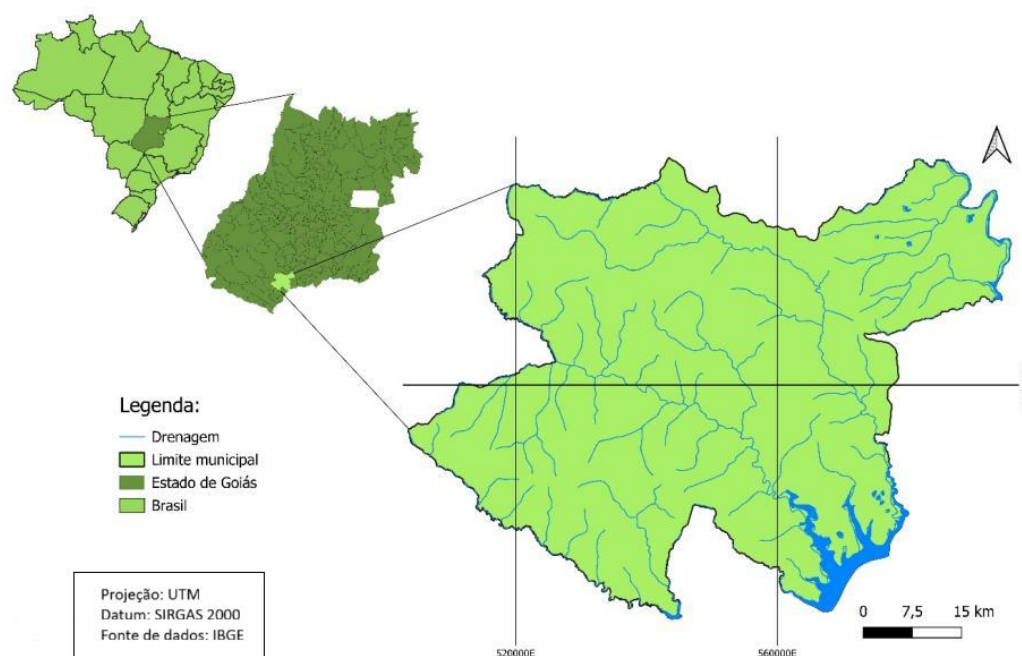 Legenda:
Drenagem
Limite municipal
Estado de Goiás
Brasil
Projeção: UTM
Datum: SIRGAS 2000
Fonte de dados: IBGE
0 7,5 15 km
520000E 560000E